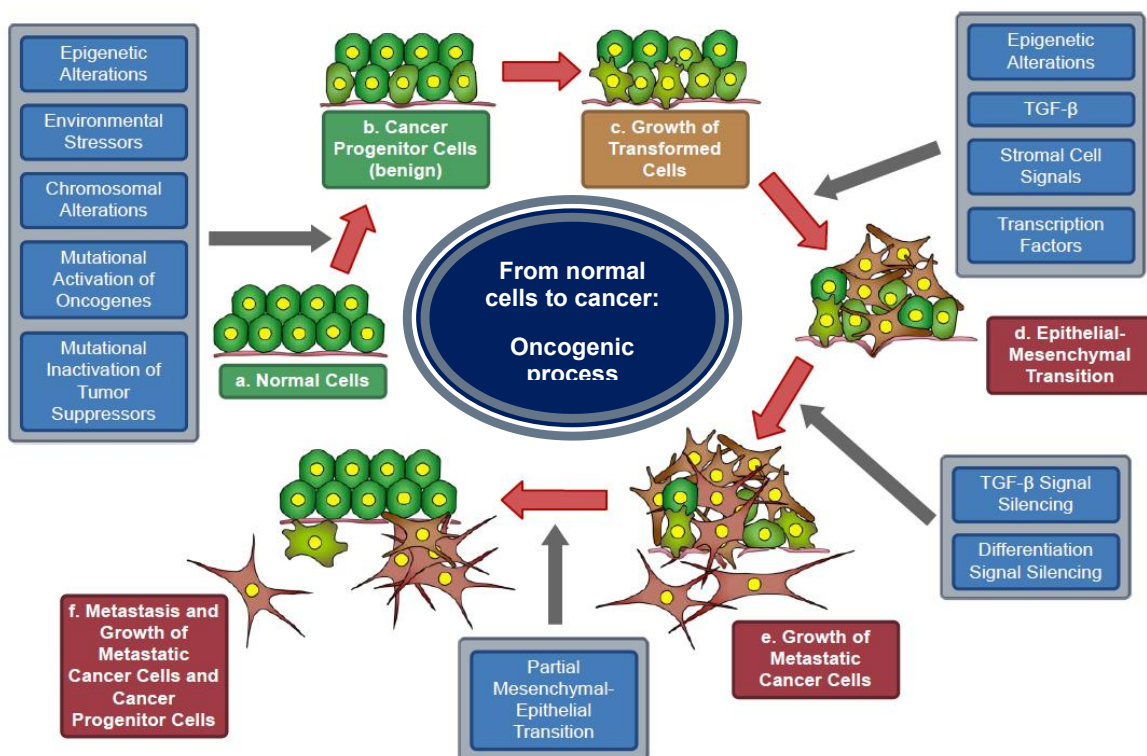 Epigenetic
Alterations
Environmental
Stressors
Chromosomal
Alterations
Mutational
Activation of
Oncogenes
Mutational
Inactivation of
Tumor
Suppressors
a. Normal Cells
b. Cancer
Progenitor Cells
(benign)
c. Growth of
Transformed
Cells
Epigenetic
Alterations
TGF-β
Stromal Cell
Signals
Transcription
Factors
From normal
cells to cancer:
Oncogenic
process
d. Epithelial-
Mesenchymal
Transition
TGF-β Signal
Silencing
Differentiation
Signal Silencing
e. Growth of
Metastatic
Cancer Cells
Partial
Mesenchymal-
Epithelial
Transition
f. Metastasis and
Growth of
Metastatic
Cancer Cells and
Cancer
Progenitor Cells